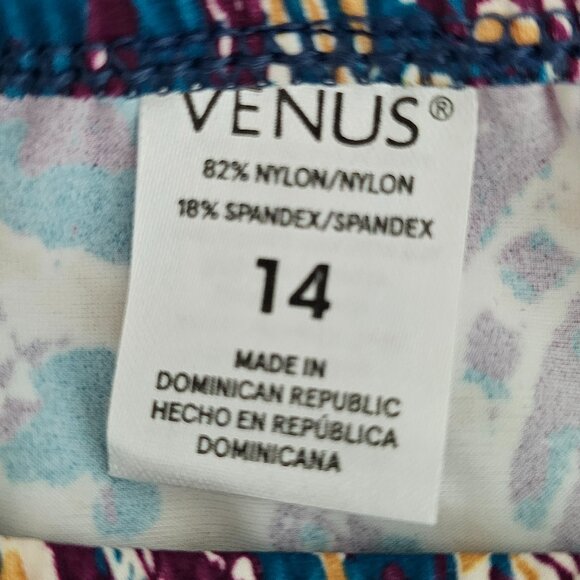 VENUS®
82% NYLON/NYLON
18% SPANDEX/SPANDEX
14
MADE IN
DOMINICAN REPUBLIC
HECHO EN REPÚBLICA
DOMINICANA